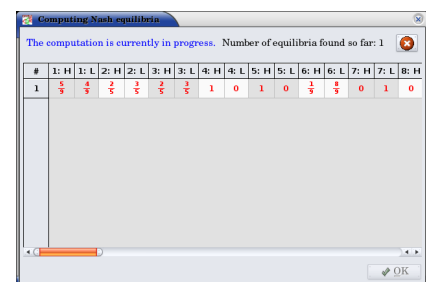 Computing Nash equilibria
The computation is currently in progress. Number of equilibria found so far: 1
# 1: H 1: L 2: H 2: L 3: H 3: L 4: H 4: L 5: H 5: L 6: H 6: L 7: H 7: L 8: H
1 5/9 4/9 2/5 3/5 2/5 3/5 1 0 1 0 1/9 8/9 0 1 0
OK